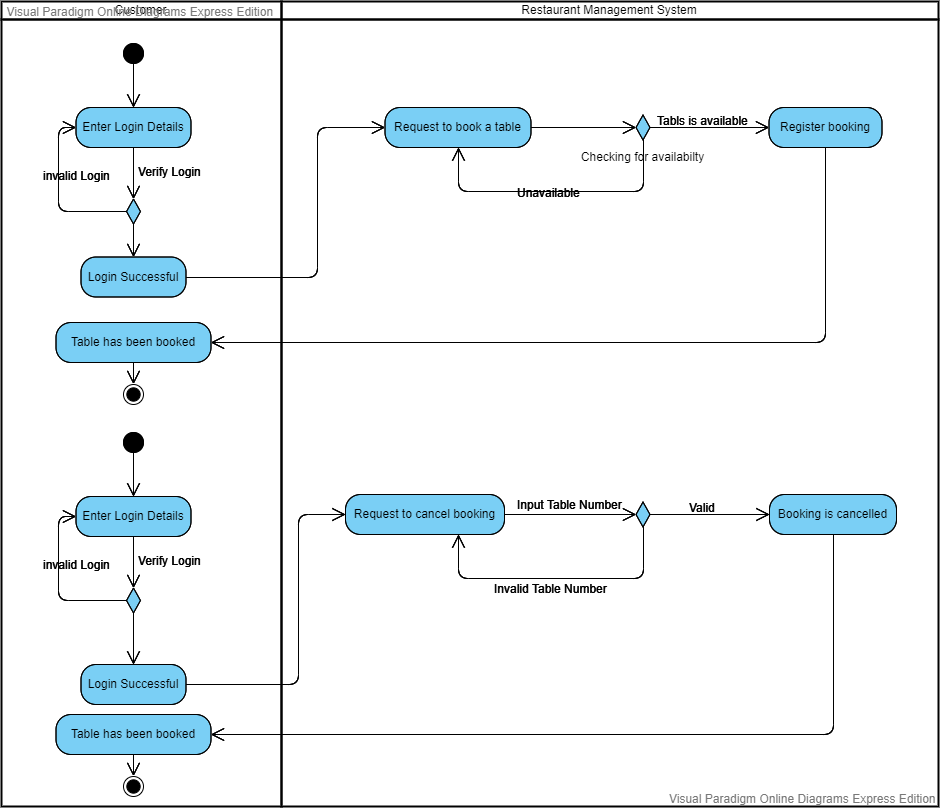 Visual Paradigm Online Diagrams Express Edition
Customer
Restaurant Management System
Enter Login Details
Request to book a table
Tabls is available
Register booking
Checking for availabilty
invalid Login
Verify Login
Unavailable
Login Successful
Table has been booked
Enter Login Details
Request to cancel booking
Input Table Number
Valid
Booking is cancelled
invalid Login
Verify Login
Invalid Table Number
Login Successful
Table has been booked
Visual Paradigm Online Diagrams Express Edition